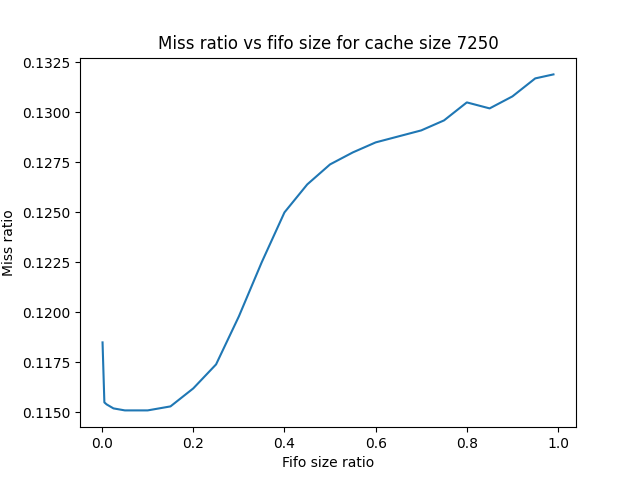 Miss ratio vs fifo size for cache size 7250
0.1325
0.1300
0.1275
0.1250
0.1225
0.1200
0.1175
0.1150
Miss ratio
0.0 0.2 0.4 0.6 0.8 1.0
Fifo size ratio